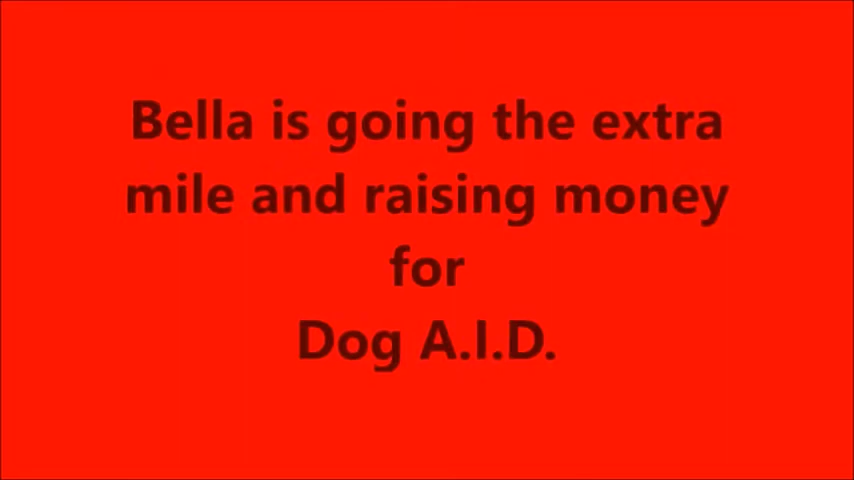 Bella is going the extra
mile and raising money
for
Dog A.I.D.